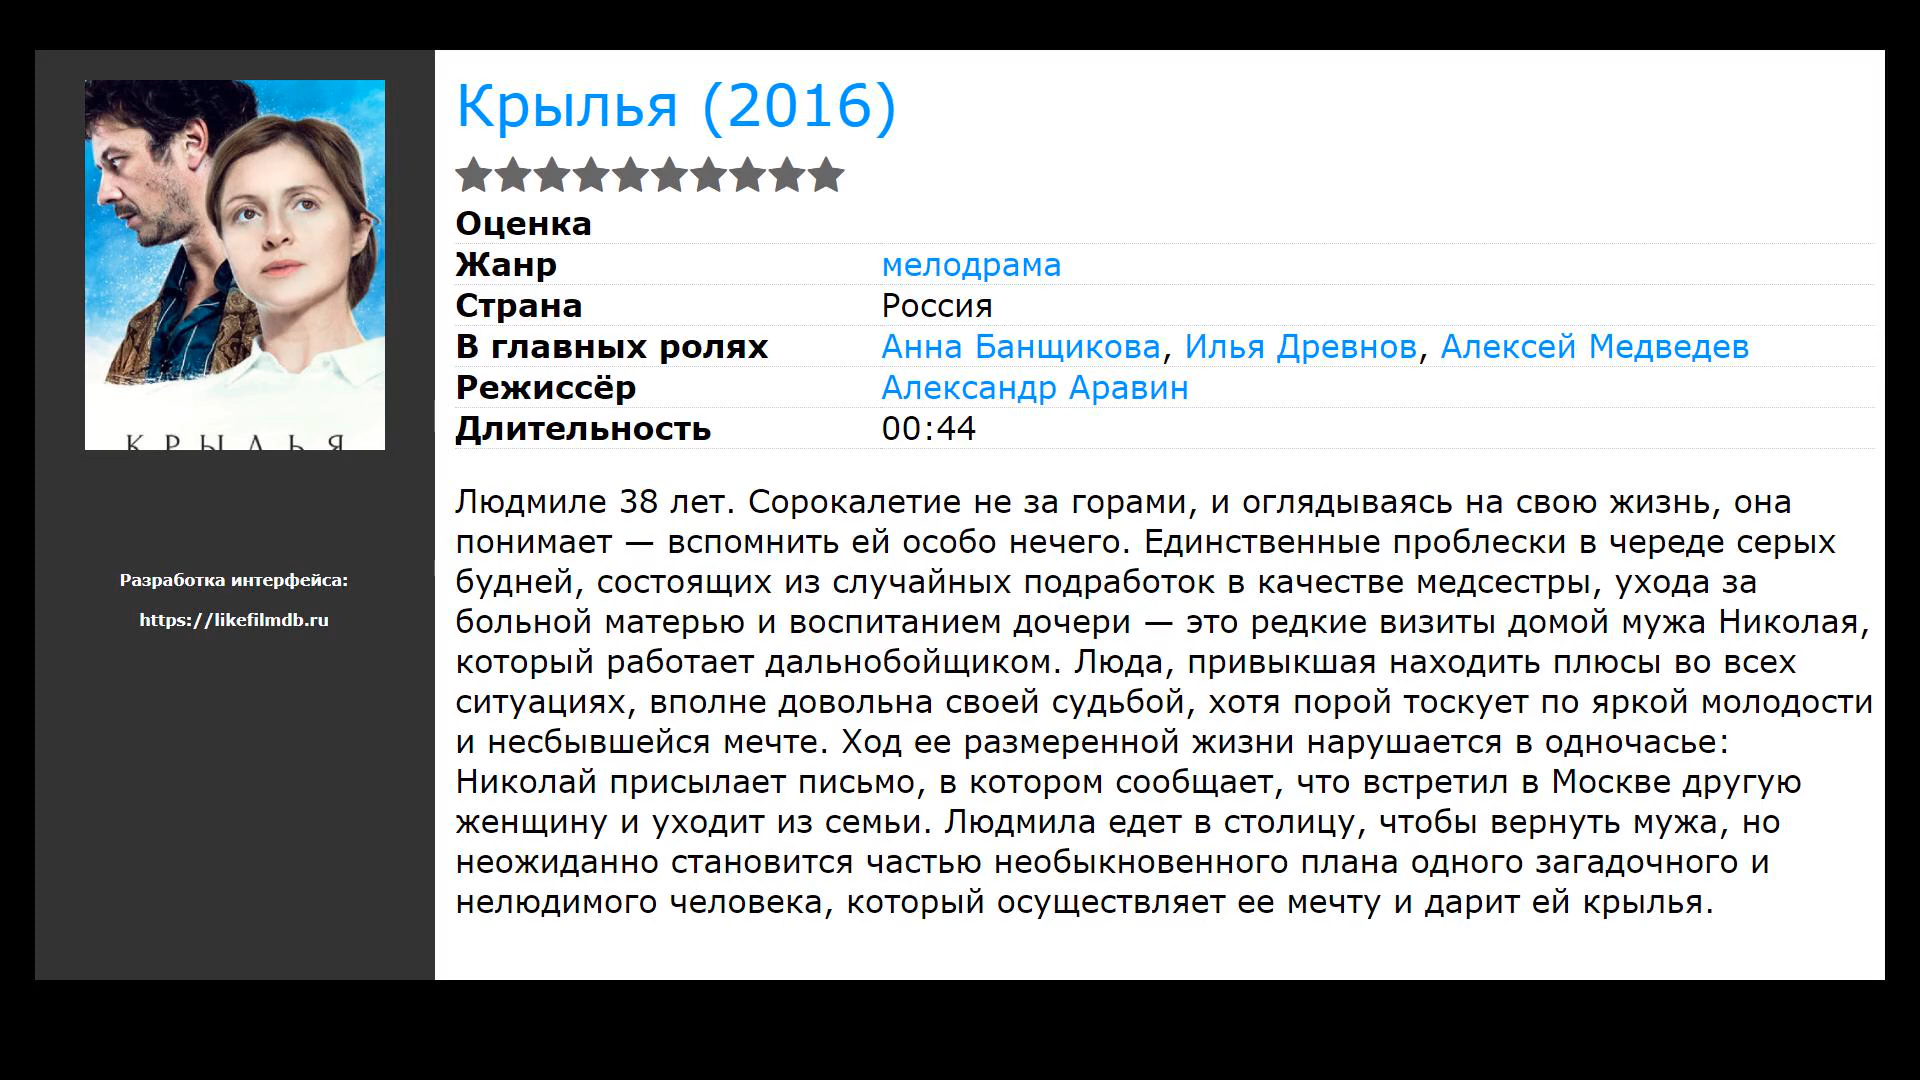 КРЫЛЬЯ
Разработка интерфейса:
https://likefilmdb.ru
Крылья (2016)
Оценка
Жанр мелодрама
Страна Россия
В главных ролях Анна Банщикова, Илья Древнов, Алексей Медведев
Режиссёр Александр Аравин
Длительность 00:44
Людмиле 38 лет. Сорокалетие не за горами, и оглядываясь на свою жизнь, она
понимает — вспомнить ей особо нечего. Единственные проблески в череде серых
будней, состоящих из случайных подработок в качестве медсестры, ухода за
больной матерью и воспитанием дочери — это редкие визиты домой мужа Николая,
который работает дальнобойщиком. Люда, привыкшая находить плюсы во всех
ситуациях, вполне довольна своей судьбой, хотя порой тоскует по яркой молодости
и несбывшейся мечте. Ход ее размеренной жизни нарушается в одночасье:
Николай присылает письмо, в котором сообщает, что встретил в Москве другую
женщину и уходит из семьи. Людмила едет в столицу, чтобы вернуть мужа, но
неожиданно становится частью необыкновенного плана одного загадочного и
нелюдимого человека, который осуществляет ее мечту и дарит ей крылья.